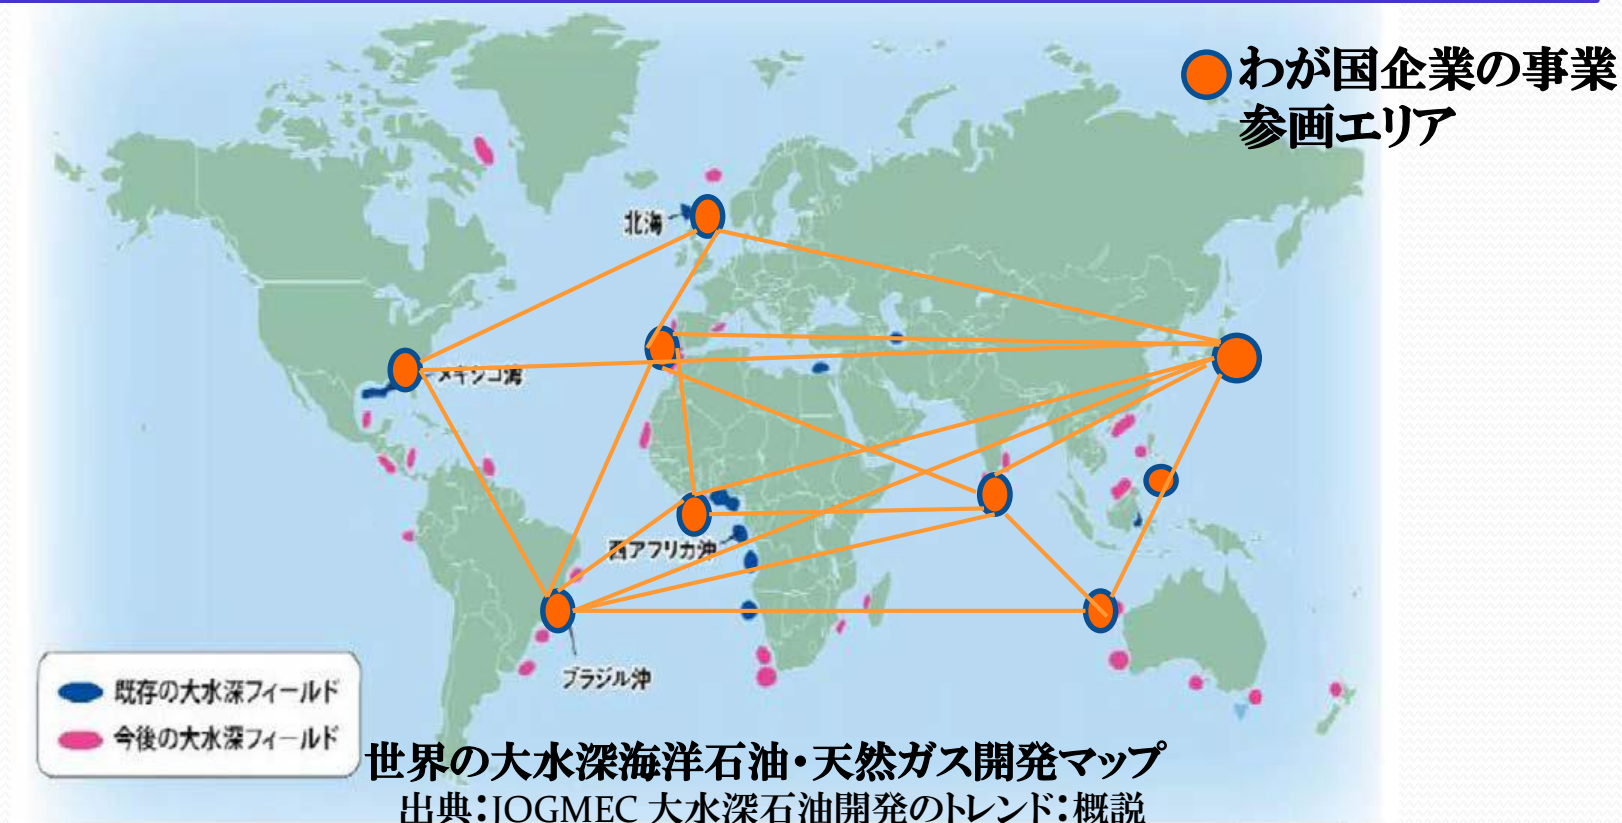 わが国企業の事業
参画エリア
北海
メキシコ湾
西アフリカ沖
ブラジル沖
既存の大水深フィールド
今後の大水深フィールド
世界の大水深海洋石油・天然ガス開発マップ
出典：JOGMEC 大水深石油開発のトレンド：概説